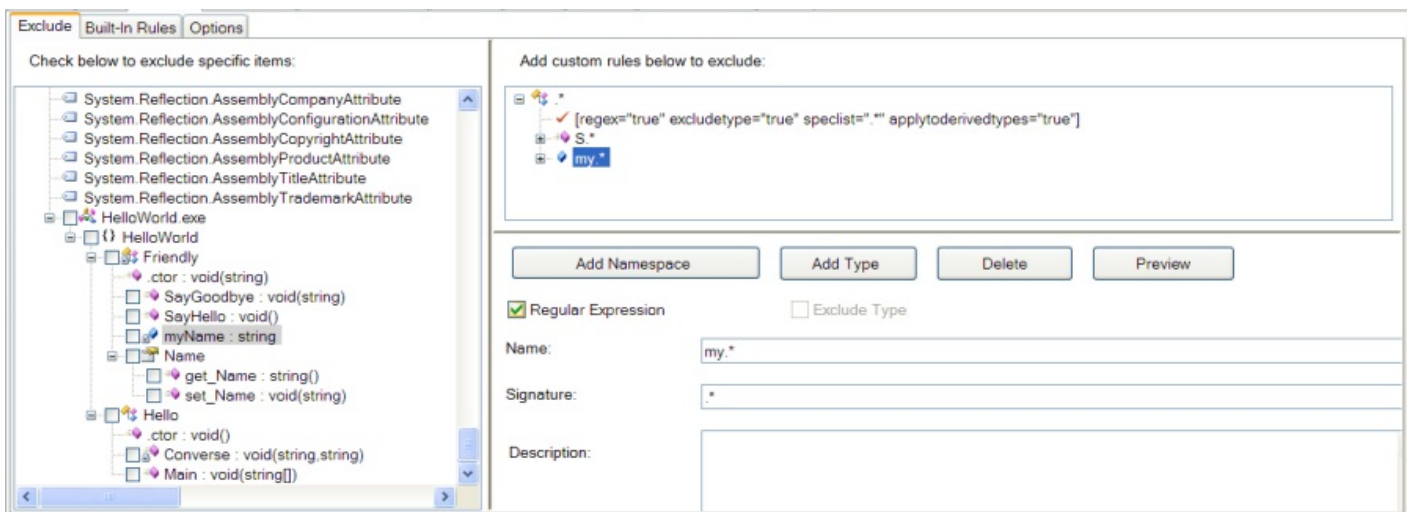 Exclude Built-In Rules Options
Check below to exclude specific items:
System.Reflection.AssemblyCompanyAttribute
System.Reflection.AssemblyConfigurationAttribute
System.Reflection.AssemblyCopyrightAttribute
System.Reflection.AssemblyProductAttribute
System.Reflection.AssemblyTitleAttribute
System.Reflection.AssemblyTrademarkAttribute
HelloWorld.exe
{} HelloWorld
Friendly
.ctor : void(string)
SayGoodbye : void(string)
SayHello : void()
myName : string
Name
get_Name : string()
set_Name : void(string)
Hello
.ctor : void()
Converse : void(string,string)
Main : void(string[])
Add custom rules below to exclude:
.*
[regex="true" excludetype="true" speclist=".*" applytoderivedtypes="true"]
S.*
my.*
Add Namespace Add Type Delete Preview
Regular Expression Exclude Type
Name: my.*
Signature: .*
Description: